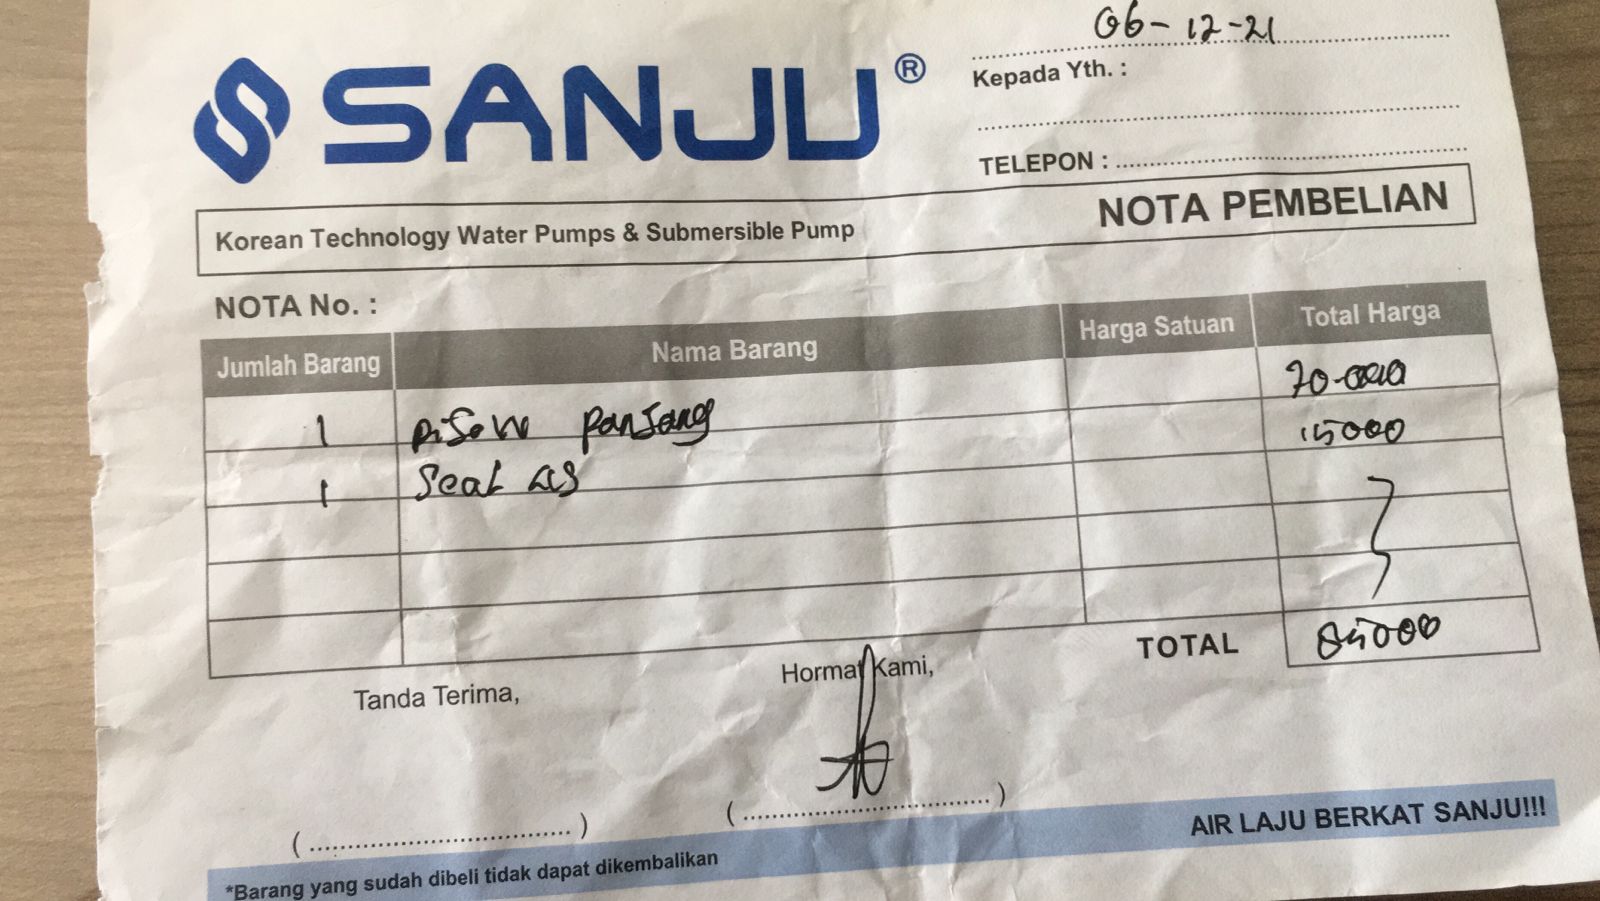 06-12-21
SANJU®
Kepada Yth. :
TELEPON :
Korean Technology Water Pumps & Submersible Pump
NOTA PEMBELIAN
NOTA No. :
Jumlah Barang Nama Barang Harga Satuan Total Harga
1 Pison Panjang 70.000
1 Seal as 15000
TOTAL 85000
Tanda Terima, Hormat Kami,
AIR LAJU BERKAT SANJU!!!
*Barang yang sudah dibeli tidak dapat dikembalikan